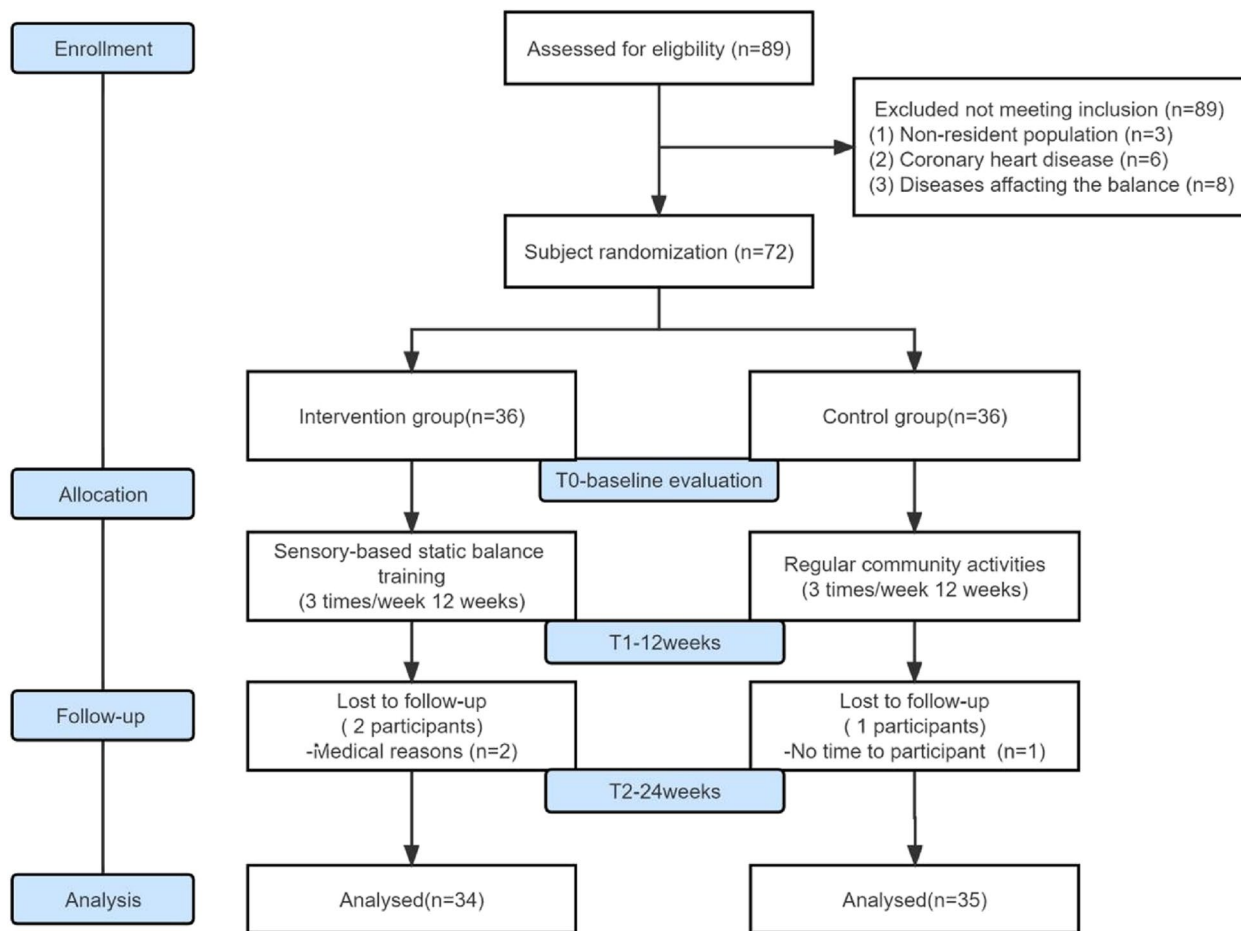 Enrollment
Assessed for eligbility (n=89)
Excluded not meeting inclusion (n=89)
(1) Non-resident population (n=3)
(2) Coronary heart disease (n=6)
(3) Diseases affacting the balance (n=8)
Subject randomization (n=72)
Intervention group(n=36)
Control group(n=36)
T0-baseline evaluation
Allocation
Sensory-based static balance
training
(3 times/week 12 weeks)
Regular community activities
(3 times/week 12 weeks)
T1-12weeks
Follow-up
Lost to follow-up
( 2 participants)
-Medical reasons (n=2)
Lost to follow-up
( 1 participants)
-No time to participant (n=1)
T2-24weeks
Analysis
Analysed(n=34)
Analysed(n=35)